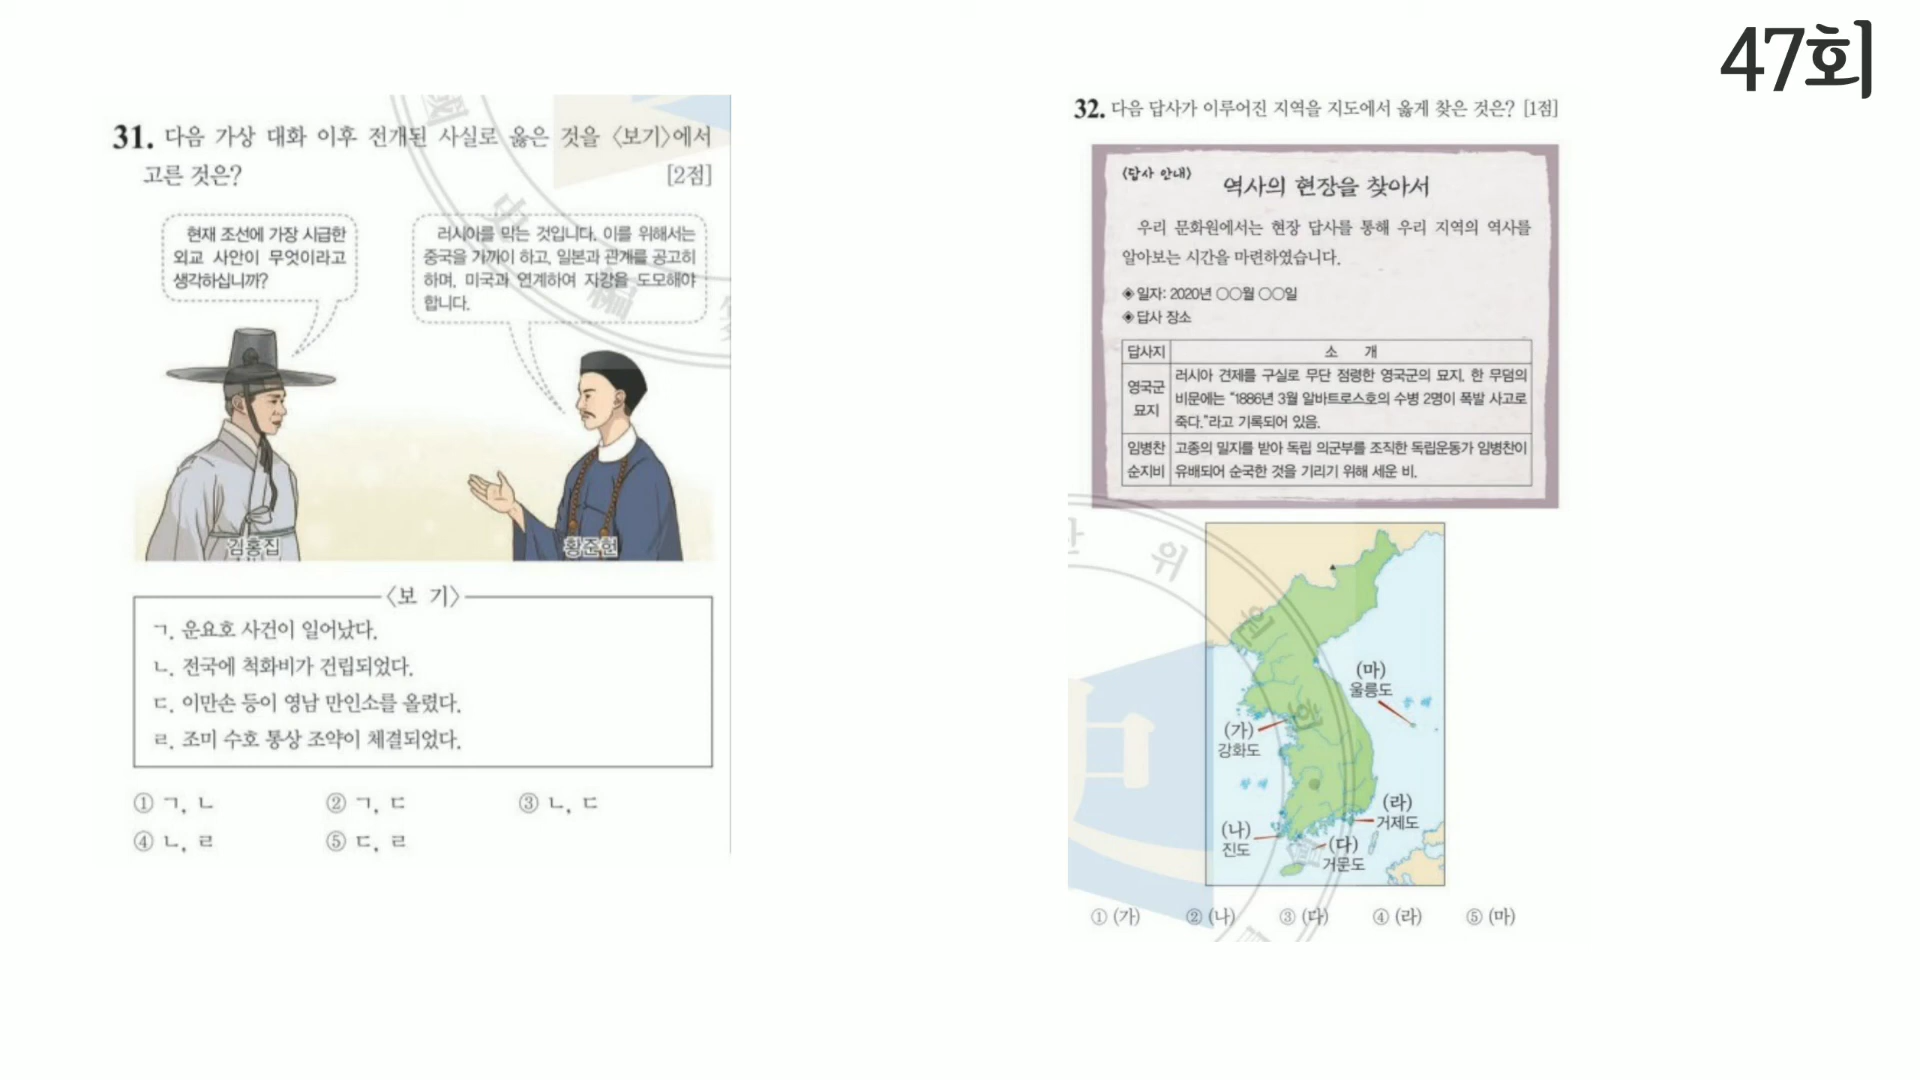 47회
31. 다음 가상 대화 이후 전개된 사실로 옳은 것을 〈보기〉에서
고른 것은? [2점]
현재 조선에 가장 시급한
외교 사안이 무엇이라고
생각하십니까?
러시아를 막는 것입니다. 이를 위해서는
중국을 가까이 하고, 일본과 관계를 공고히
하며, 미국과 연계하여 자강을 도모해야
합니다.
김홍집
황준헌
〈보 기〉
ㄱ. 운요호 사건이 일어났다.
ㄴ. 전국에 척화비가 건립되었다.
ㄷ. 이만손 등이 영남 만인소를 올렸다.
ㄹ. 조미 수호 통상 조약이 체결되었다.
① ㄱ, ㄴ ② ㄱ, ㄷ ③ ㄴ, ㄷ
④ ㄴ, ㄹ ⑤ ㄷ, ㄹ
32. 다음 답사가 이루어진 지역을 지도에서 옳게 찾은 것은? [1점]
〈답사 안내〉
역사의 현장을 찾아서
우리 문화원에서는 현장 답사를 통해 우리 지역의 역사를
알아보는 시간을 마련하였습니다.
◈ 일자: 2020년 ○○월 ○○일
◈ 답사 장소
답사지 소 개
영국군 묘지
러시아 견제를 구실로 무단 점령한 영국군의 묘지. 한 무덤의
비문에는 "1886년 3월 알바트로스호의 수병 2명이 폭발 사고로
죽다."라고 기록되어 있음.
임병찬 순지비
고종의 밀지를 받아 독립 의군부를 조직한 독립운동가 임병찬이
유배되어 순국한 것을 기리기 위해 세운 비.
(마)
울릉도
(가)
강화도
(라)
거제도
(나)
진도
(다)
거문도
① (가) ② (나) ③ (다) ④ (라) ⑤ (마)